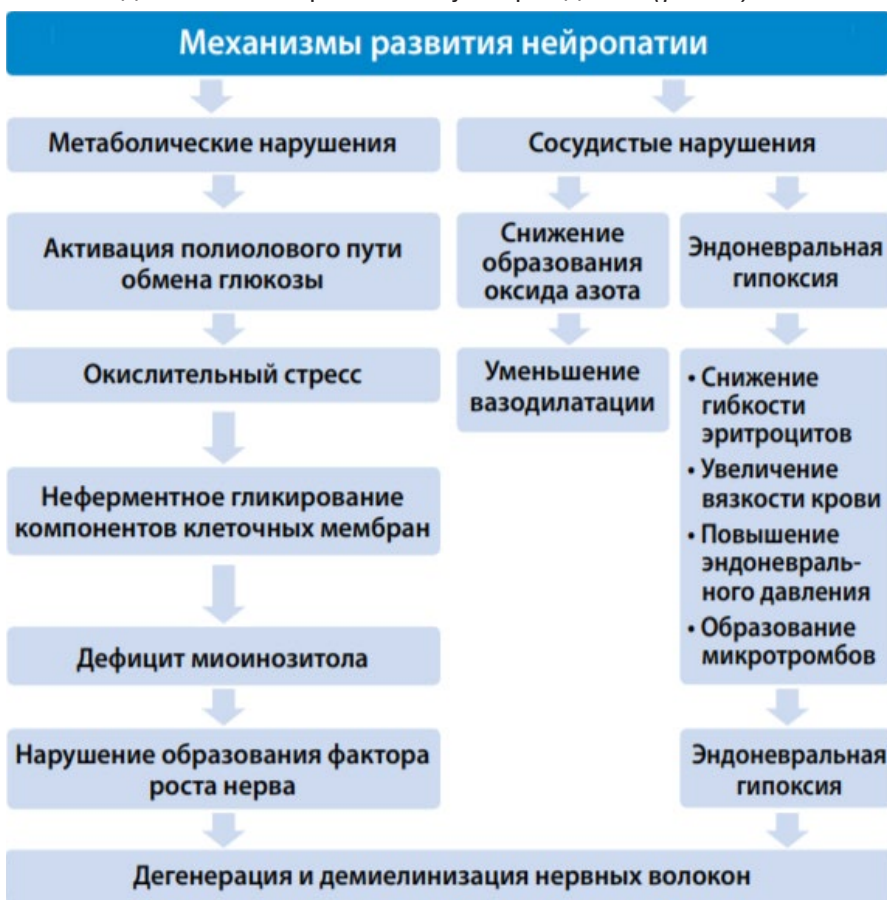 Механизмы развития нейропатии
Метаболические нарушения
Сосудистые нарушения
Активация полиолового пути
обмена глюкозы
Снижение
образования
оксида азота
Эндоневральная
гипоксия
Окислительный стресс
Уменьшение
вазодилатации
• Снижение
гибкости
эритроцитов
• Увеличение
вязкости крови
• Повышение
эндоневраль-
ного давления
• Образование
микротромбов
Неферментное гликирование
компонентов клеточных мембран
Дефицит миоинозитола
Нарушение образования фактора
роста нерва
Эндоневральная
гипоксия
Дегенерация и демиелинизация нервных волокон